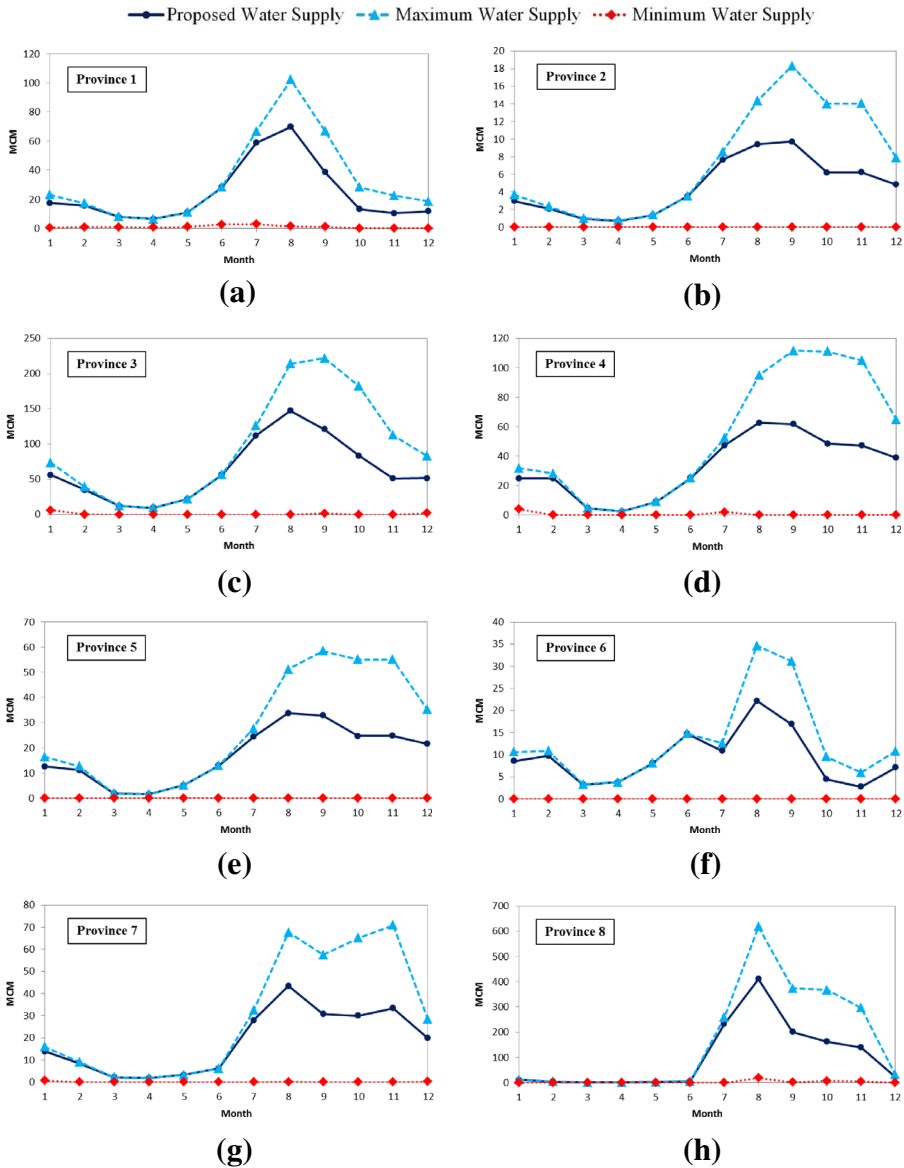 Proposed Water Supply Maximum Water Supply Minimum Water Supply
120
100
80
60
40
20
0
MCM
Province 1
1 2 3 4 5 6 7 8 9 10 11 12
Month
(a)
20
18
16
14
12
10
8
6
4
2
0
MCM
Province 2
1 2 3 4 5 6 7 8 9 10 11 12
Month
(b)
250
200
150
100
50
0
MCM
Province 3
1 2 3 4 5 6 7 8 9 10 11 12
Month
(c)
120
100
80
60
40
20
0
MCM
Province 4
1 2 3 4 5 6 7 8 9 10 11 12
Month
(d)
70
60
50
40
30
20
10
0
MCM
Province 5
1 2 3 4 5 6 7 8 9 10 11 12
Month
(e)
40
35
30
25
20
15
10
5
0
MCM
Province 6
1 2 3 4 5 6 7 8 9 10 11 12
Month
(f)
80
70
60
50
40
30
20
10
0
MCM
Province 7
1 2 3 4 5 6 7 8 9 10 11 12
Month
(g)
700
600
500
400
300
200
100
0
MCM
Province 8
1 2 3 4 5 6 7 8 9 10 11 12
Month
(h)